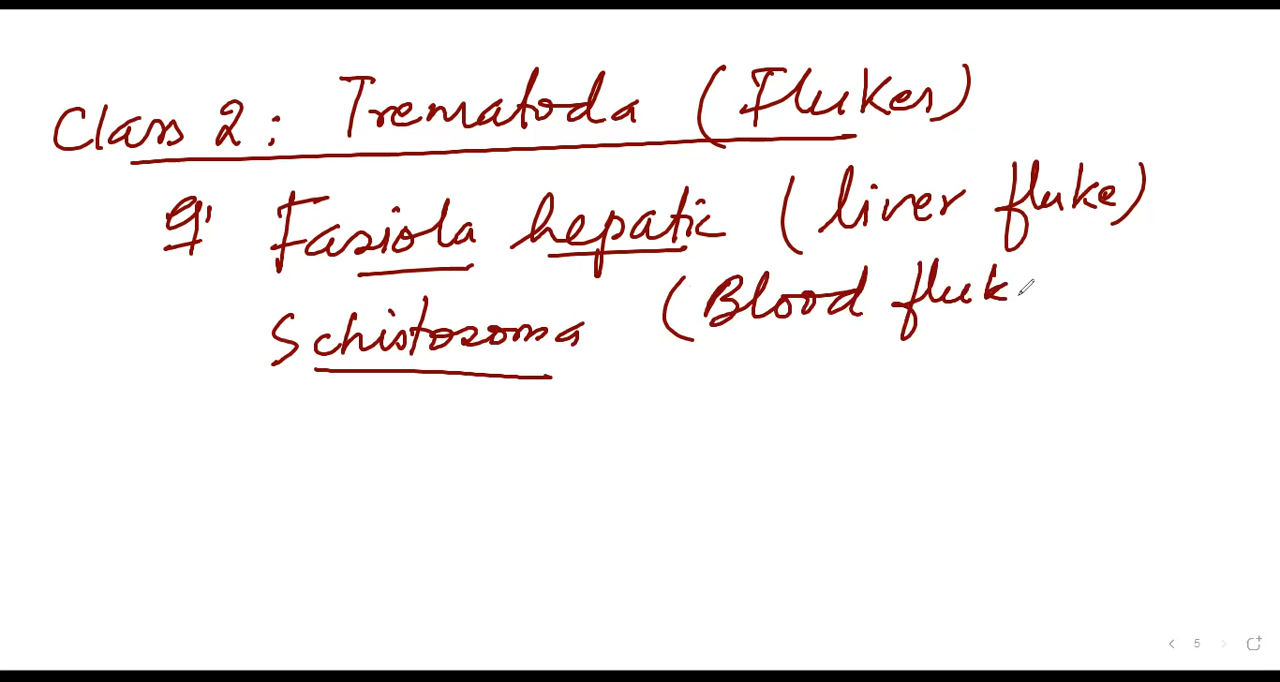 Class 2: Trematoda (Flukes)
eg: Fasiola hepatic (liver fluke)
Schistosoma (Blood fluk
5